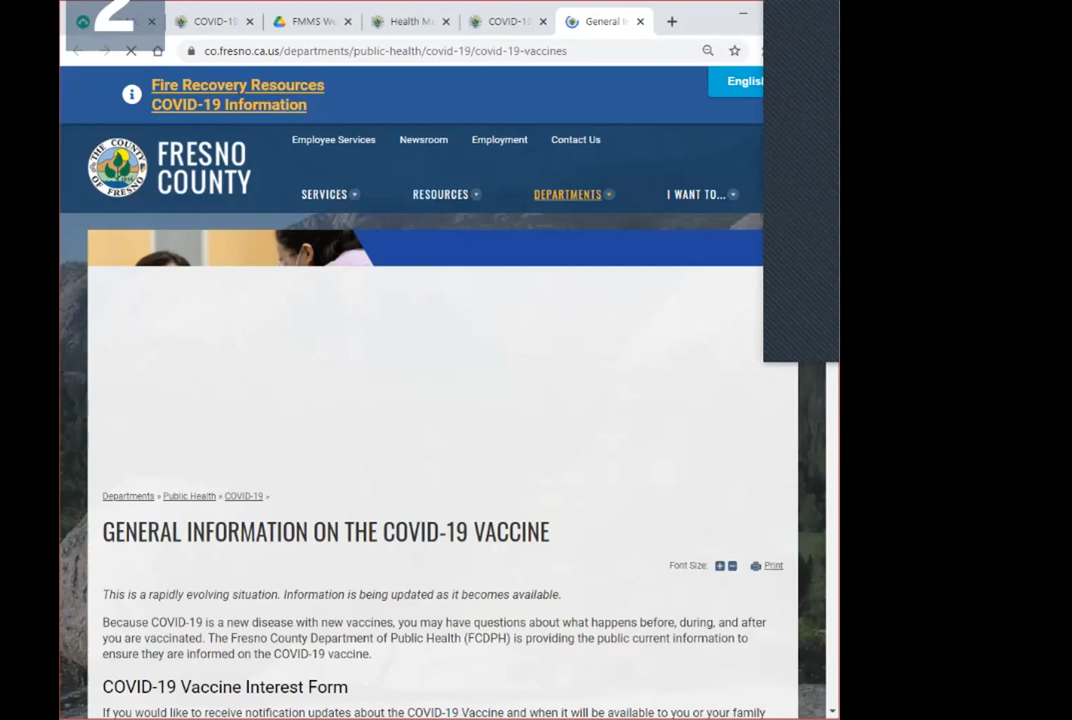 2
COVID-19
FMMS W
Health M
COVID-1
General I
co.fresno.ca.us/departments/public-health/covid-19/covid-19-vaccines
Fire Recovery Resources
COVID-19 Information
English
Employee Services Newsroom Employment Contact Us
THE COUNTY OF FRESNO
FRESNO
COUNTY
SERVICES RESOURCES DEPARTMENTS I WANT TO...
Departments » Public Health » COVID-19 »
GENERAL INFORMATION ON THE COVID-19 VACCINE
Font Size: + - Print
This is a rapidly evolving situation. Information is being updated as it becomes available.
Because COVID-19 is a new disease with new vaccines, you may have questions about what happens before, during, and after
you are vaccinated. The Fresno County Department of Public Health (FCDPH) is providing the public current information to
ensure they are informed on the COVID-19 vaccine.
COVID-19 Vaccine Interest Form
If you would like to receive notification updates about the COVID-19 Vaccine and when it will be available to you or your family